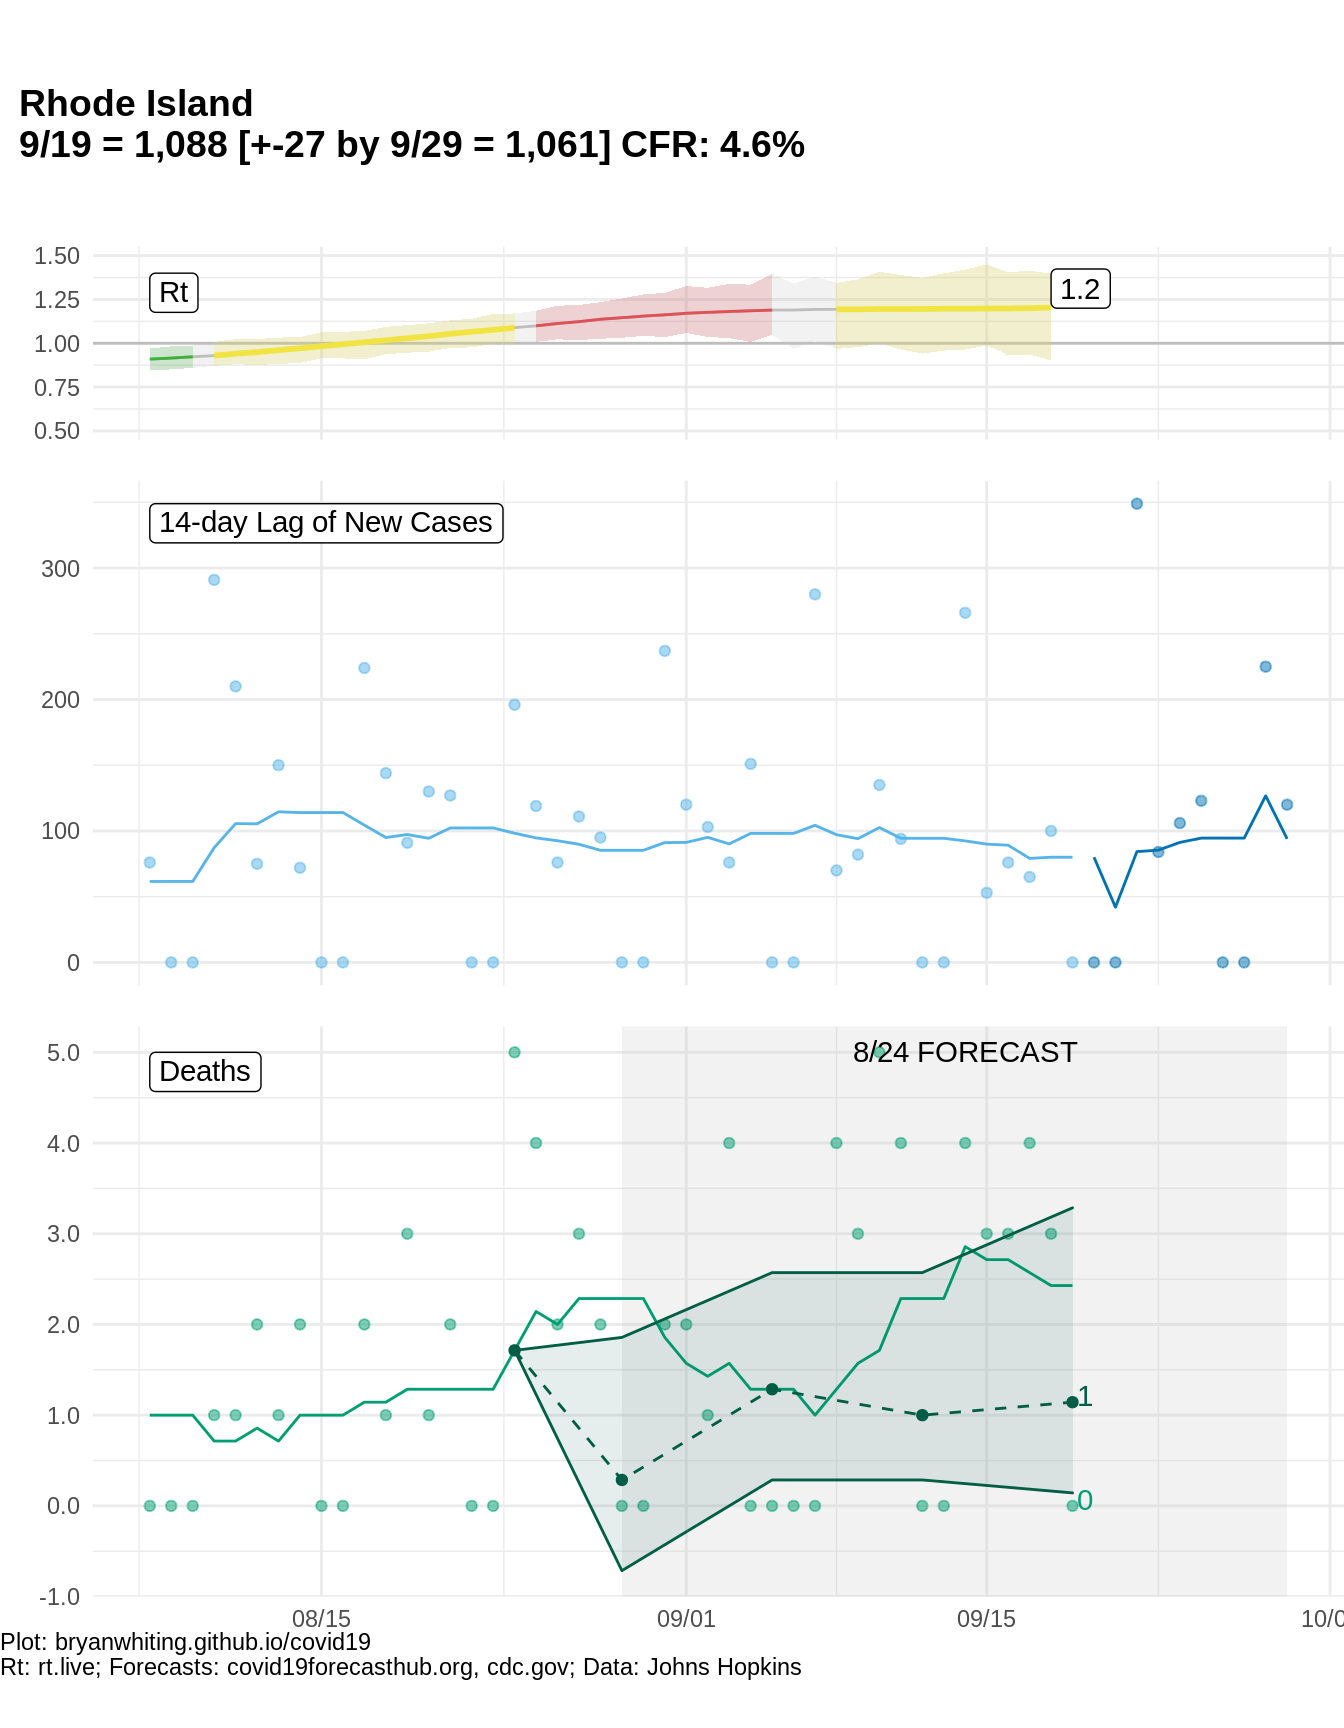 Rhode Island
9/19 = 1,088 [+-27 by 9/29 = 1,061] CFR: 4.6%
1.50
1.25
1.00
0.75
0.50
Rt
1.2
14-day Lag of New Cases
300
200
100
0
Deaths
8/24 FORECAST
5.0
4.0
3.0
2.0
1.0
0.0
-1.0
1
0
08/15
09/01
09/15
10/0
Plot: bryanwhiting.github.io/covid19
Rt: rt.live; Forecasts: covid19forecasthub.org, cdc.gov; Data: Johns Hopkins